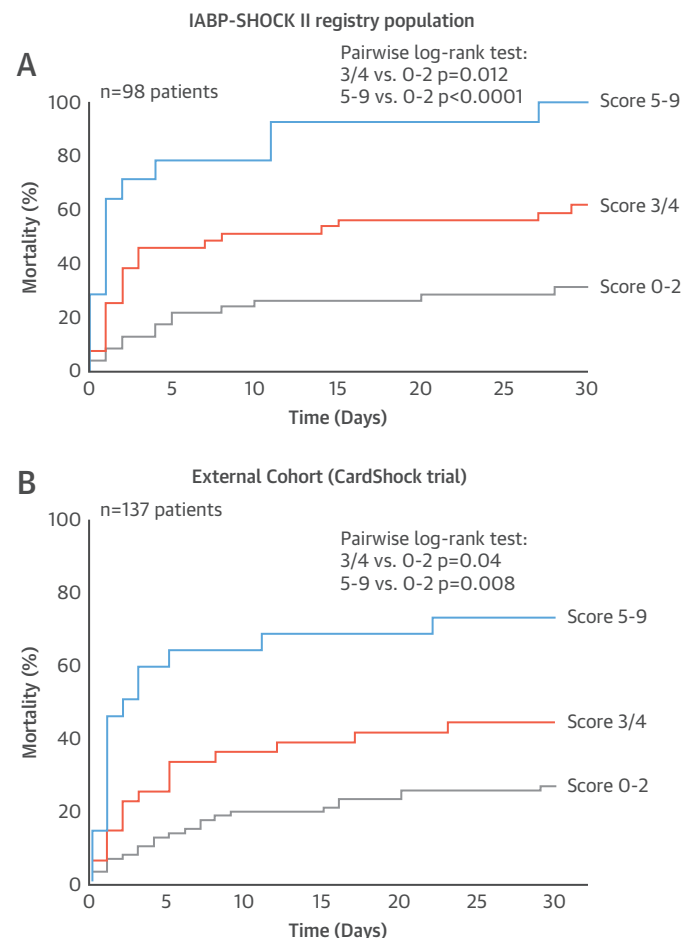 IABP-SHOCK II registry population
A
n=98 patients
Pairwise log-rank test:
3/4 vs. 0-2 p=0.012
5-9 vs. 0-2 p<0.0001
100
80
60
40
20
0
Mortality (%)
Score 5-9
Score 3/4
Score 0-2
0 5 10 15 20 25 30
Time (Days)
B
External Cohort (CardShock trial)
n=137 patients
Pairwise log-rank test:
3/4 vs. 0-2 p=0.04
5-9 vs. 0-2 p=0.008
100
80
60
40
20
0
Mortality (%)
Score 5-9
Score 3/4
Score 0-2
0 5 10 15 20 25 30
Time (Days)